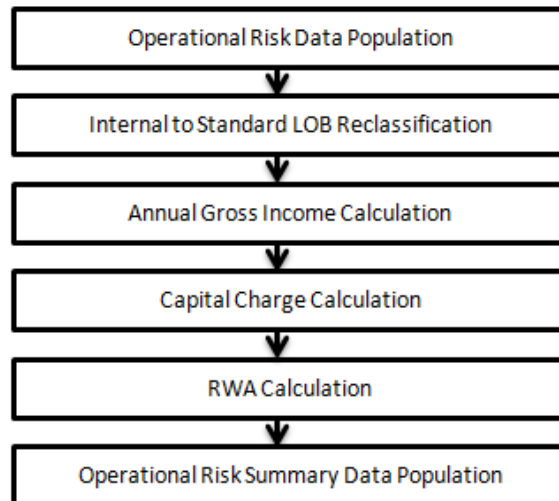 Operational Risk Data Population
Internal to Standard LOB Reclassification
Annual Gross Income Calculation
Capital Charge Calculation
RWA Calculation
Operational Risk Summary Data Population